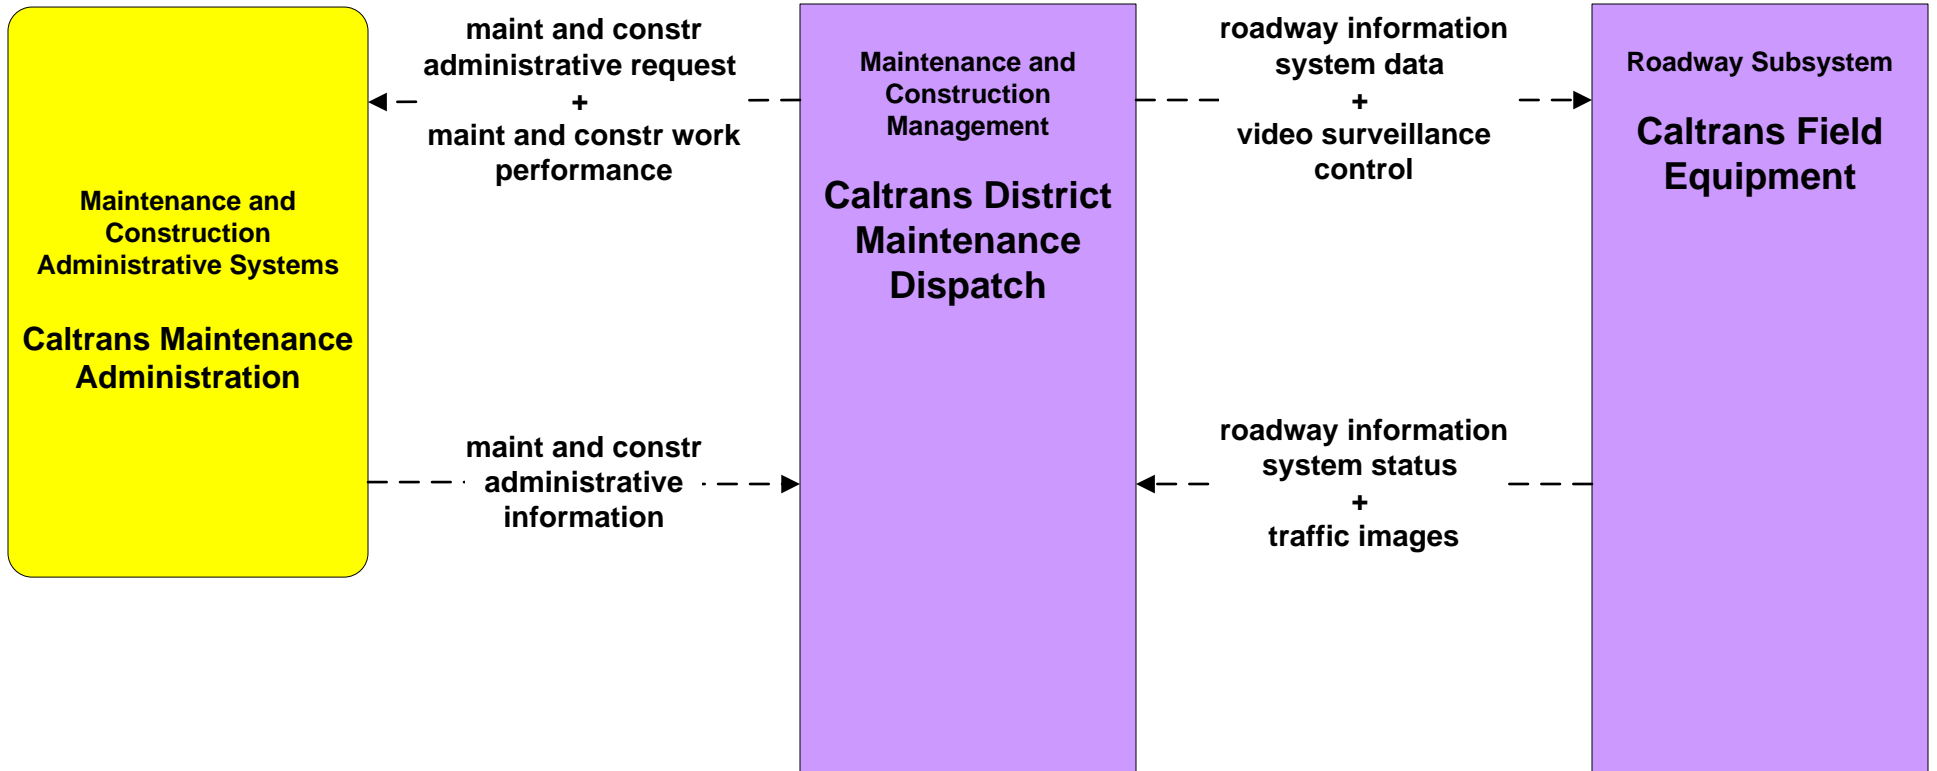 Maintenance and
Construction
Administrative Systems
Caltrans Maintenance
Administration
maint and constr
administrative request
+
maint and constr work
performance
maint and constr
administrative
information
Maintenance and
Construction
Management
Caltrans District
Maintenance
Dispatch
roadway information
system data
+
video surveillance
control
roadway information
system status
+
traffic images
Roadway Subsystem
Caltrans Field
Equipment